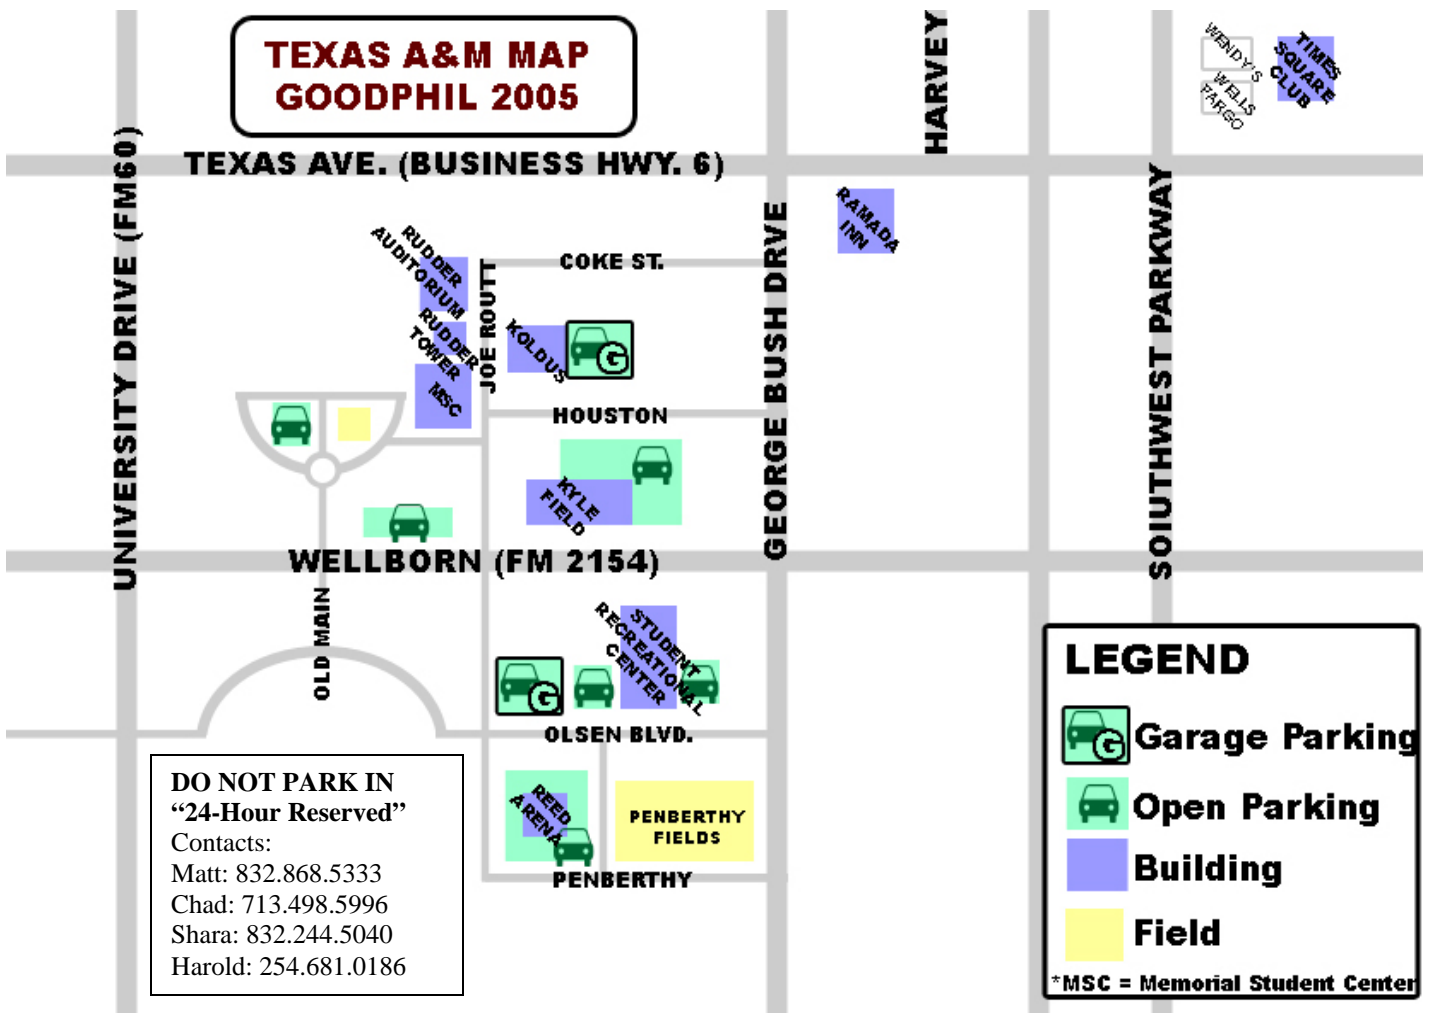 TEXAS A&M MAP
GOODPHIL 2005
HARVEY
WENDY'S
WELLS
FARGO
TIMES
SQUARE
CLUB
TEXAS AVE. (BUSINESS HWY. 6)
UNIVERSITY DRIVE (FM60)
GEORGE BUSH DRVE
SOIUTHWEST PARKWAY
RAMADA
INN
RUDDER
AUDITORIUM
COKE ST.
JOE ROUTT
RUDDER
TOWER
KOLDUS
G
MSC
HOUSTON
KYLE
FIELD
WELLBORN (FM 2154)
OLD MAIN
STUDENT
RECREATIONAL
CENTER
G
OLSEN BLVD.
REED
ARENA
PENBERTHY
FIELDS
PENBERTHY
DO NOT PARK IN
“24-Hour Reserved”
Contacts:
Matt: 832.868.5333
Chad: 713.498.5996
Shara: 832.244.5040
Harold: 254.681.0186
LEGEND
G Garage Parking
Open Parking
Building
Field
*MSC = Memorial Student Center